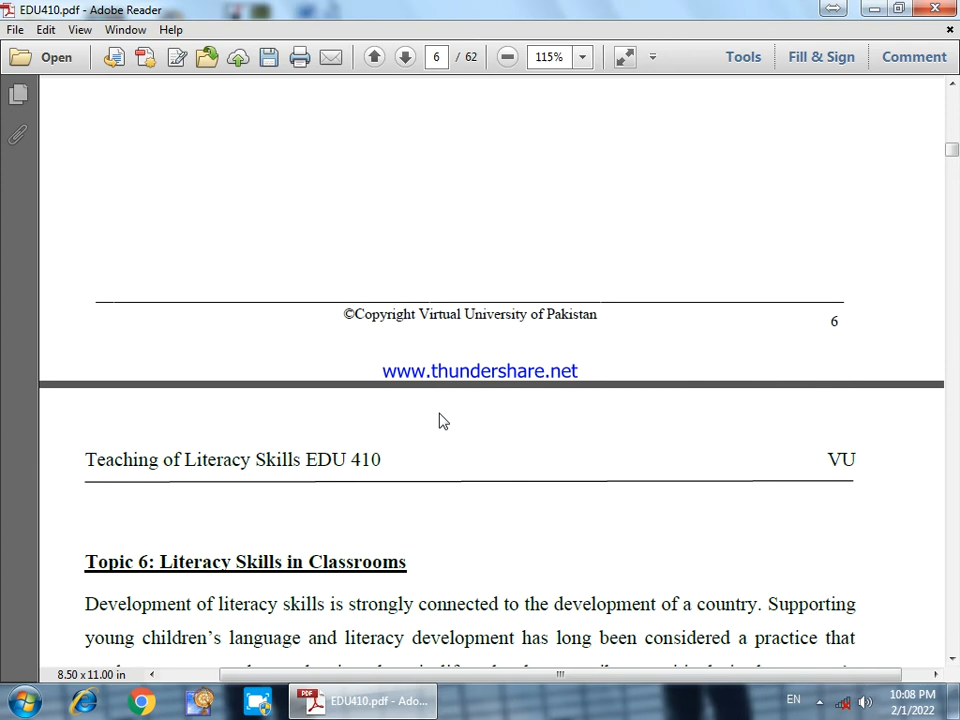 EDU410.pdf - Adobe Reader
File Edit View Window Help
Open 6 / 62 115% Tools Fill & Sign Comment
©Copyright Virtual University of Pakistan
6
www.thundershare.net
Teaching of Literacy Skills EDU 410 VU
Topic 6: Literacy Skills in Classrooms
Development of literacy skills is strongly connected to the development of a country. Supporting
young children's language and literacy development has long been considered a practice that
8.50 x 11.00 in
EDU410.pdf - Ado... EN 10:08 PM
2/1/2022